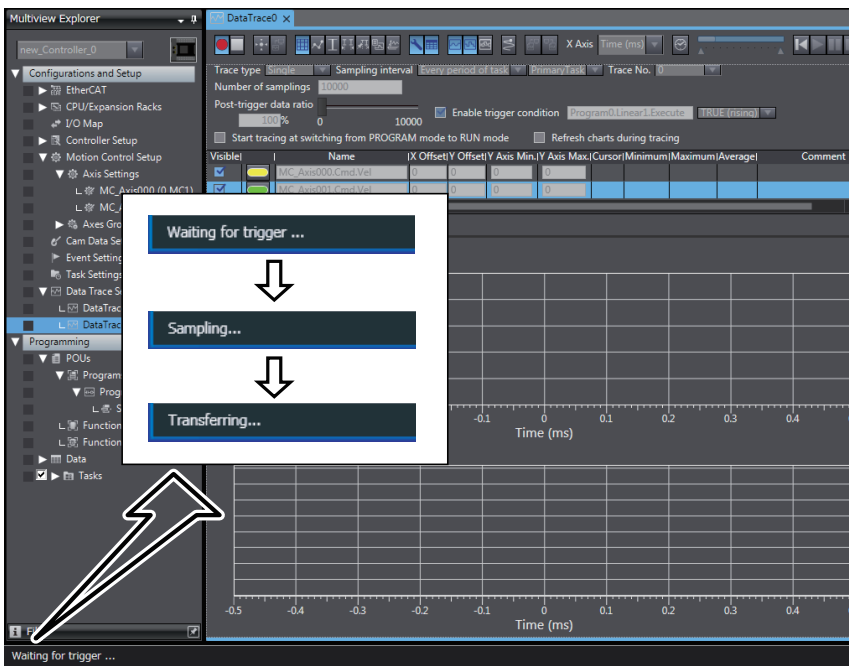 Multiview Explorer
DataTrace0
new_Controller_0
X Axis Time (ms)
Configurations and Setup
EtherCAT
CPU/Expansion Racks
I/O Map
Controller Setup
Motion Control Setup
Axis Settings
MC_Axis000 (0,MC1)
MC_
Axes Gro
Cam Data Se
Event Setting
Task Settings
Data Trace S
DataTrac
DataTrac
Programming
POUs
Program
Prog
S
Function
Function
Data
Tasks
Trace type Single Sampling interval Every period of task PrimaryTask Trace No. 0
Number of samplings 10000
Post-trigger data ratio
100 % 0 10000
Enable trigger condition Program0.Linear1.Execute TRUE (rising)
Start tracing at switching from PROGRAM mode to RUN mode Refresh charts during tracing
Visible| | Name |X Offset|Y Offset|Y Axis Min.|Y Axis Max.|Cursor|Minimum|Maximum|Average| Comment
MC_Axis000.Cmd.Vel 0 0 0 0
MC_Axis001.Cmd.Vel 0 0 0 0
Waiting for trigger ...
Sampling...
Transferring...
-0.1 0 0.1 0.2 0.3 0.4
Time (ms)
-0.5 -0.4 -0.3 -0.2 -0.1 0 0.1 0.2 0.3 0.4
Time (ms)
Waiting for trigger ...